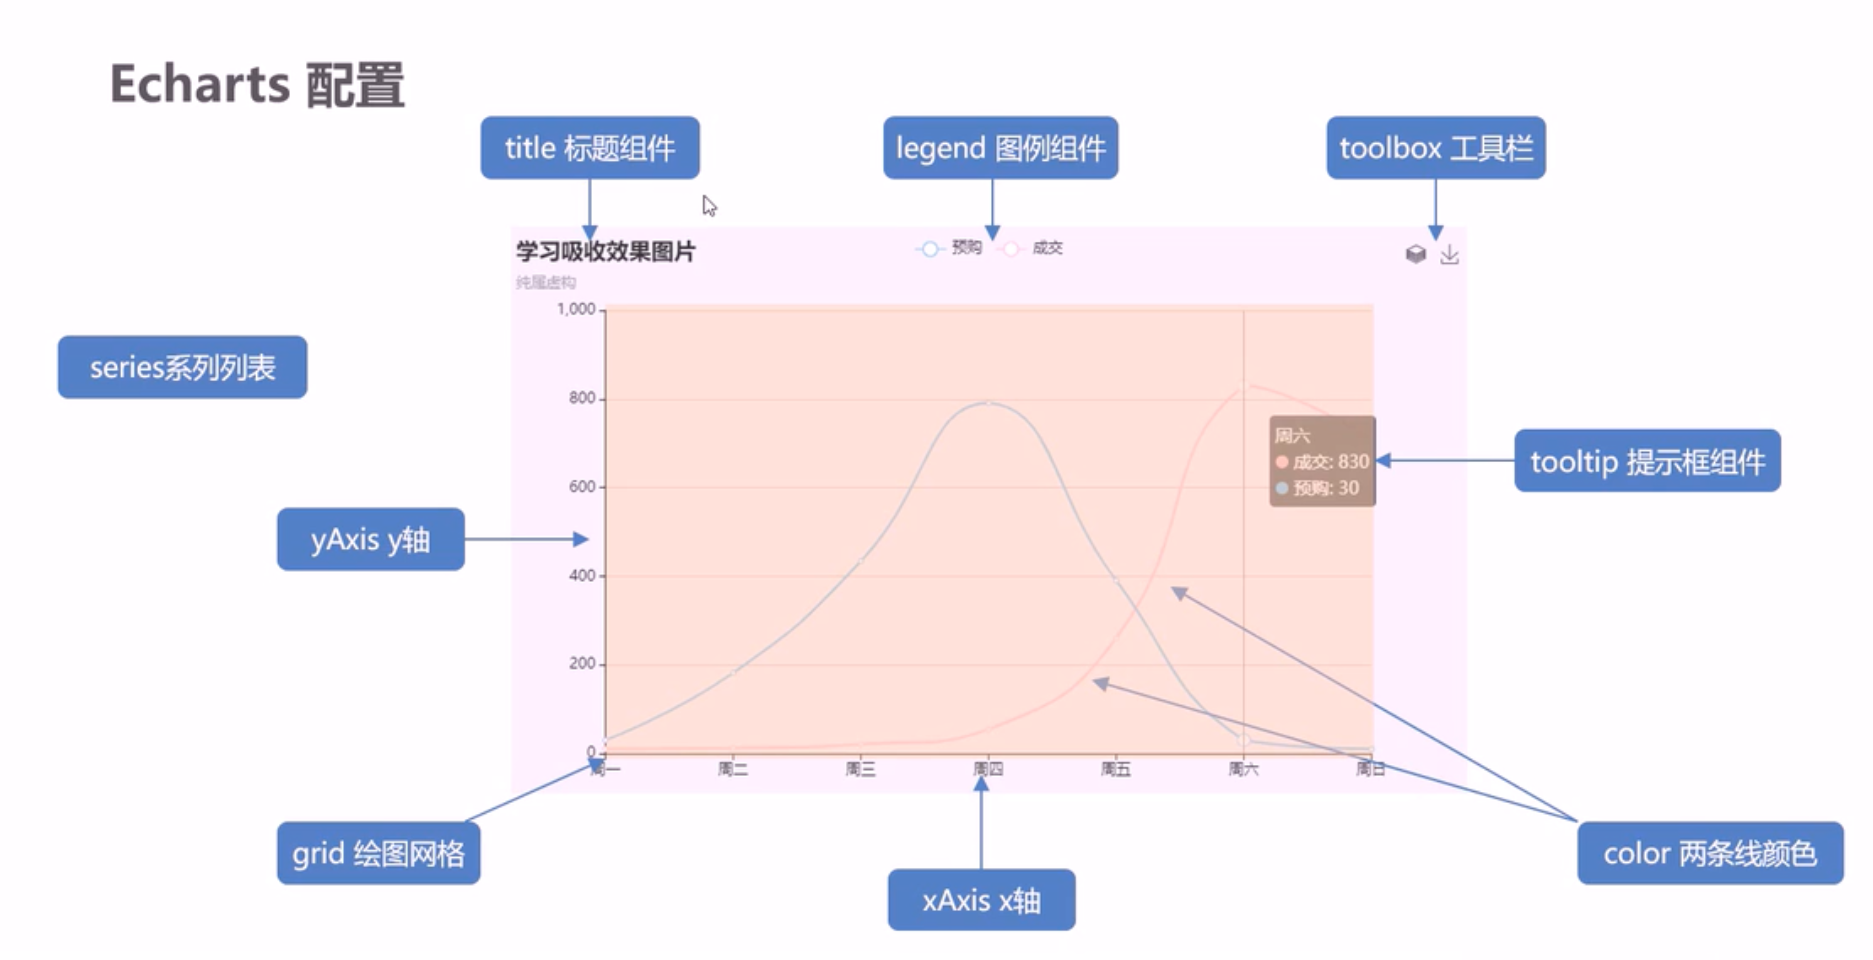 Echarts 配置
title 标题组件
legend 图例组件
toolbox 工具栏
学习吸收效果图片
预购
成交
纯属虚构
1,000
series系列列表
800
周六
成交: 830
预购: 30
tooltip 提示框组件
600
yAxis y轴
400
200
0
周一
周二
周三
周四
周五
周六
周日
grid 绘图网格
color 两条线颜色
xAxis x轴